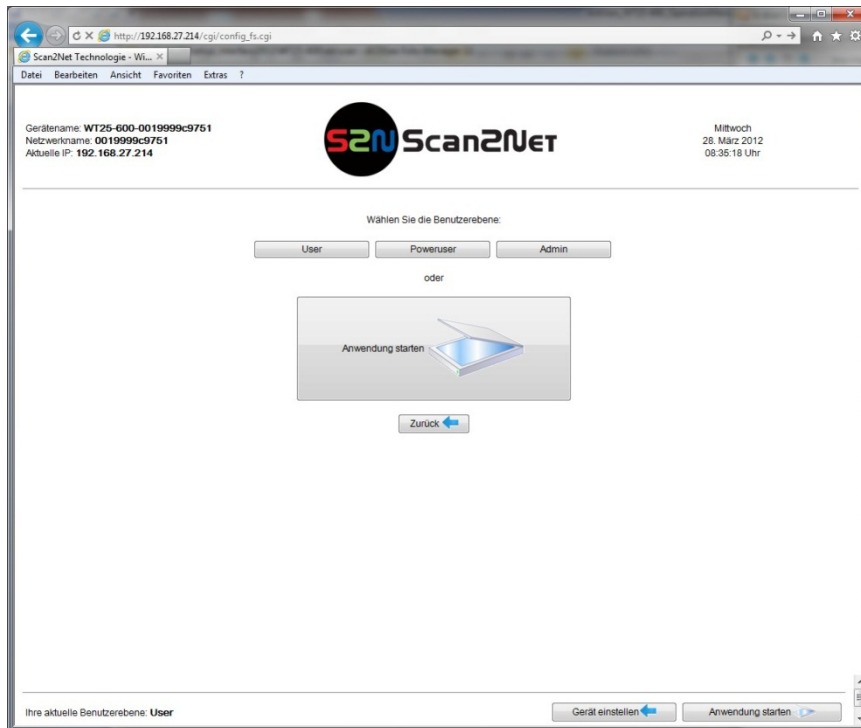 http://192.168.27.214/cgi/config_fs.cgi
Scan2Net Technologie - Wi...
Datei Bearbeiten Ansicht Favoriten Extras ?
Gerätename: WT25-600-0019999c9751
Netzwerkname: 0019999c9751
Aktuelle IP: 192.168.27.214
S2N Scan2Net
Mittwoch
28. März 2012
08:35:18 Uhr
Wählen Sie die Benutzerebene:
User Poweruser Admin
oder
Anwendung starten
Zurück
Ihre aktuelle Benutzerebene: User
Gerät einstellen Anwendung starten